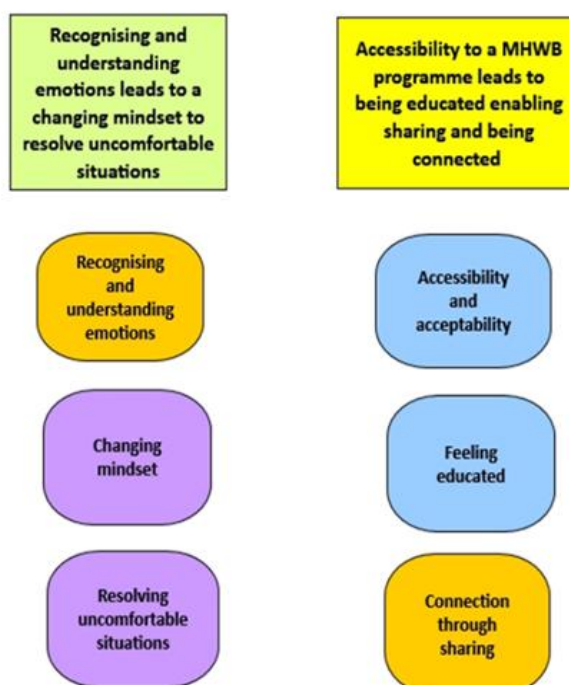 Recognising and
understanding
emotions leads to a
changing mindset to
resolve uncomfortable
situations
Accessibility to a MHWB
programme leads to
being educated enabling
sharing and being
connected
Recognising
and
understanding
emotions
Accessibility
and
acceptability
Changing
mindset
Feeling
educated
Resolving
uncomfortable
situations
Connection
through
sharing